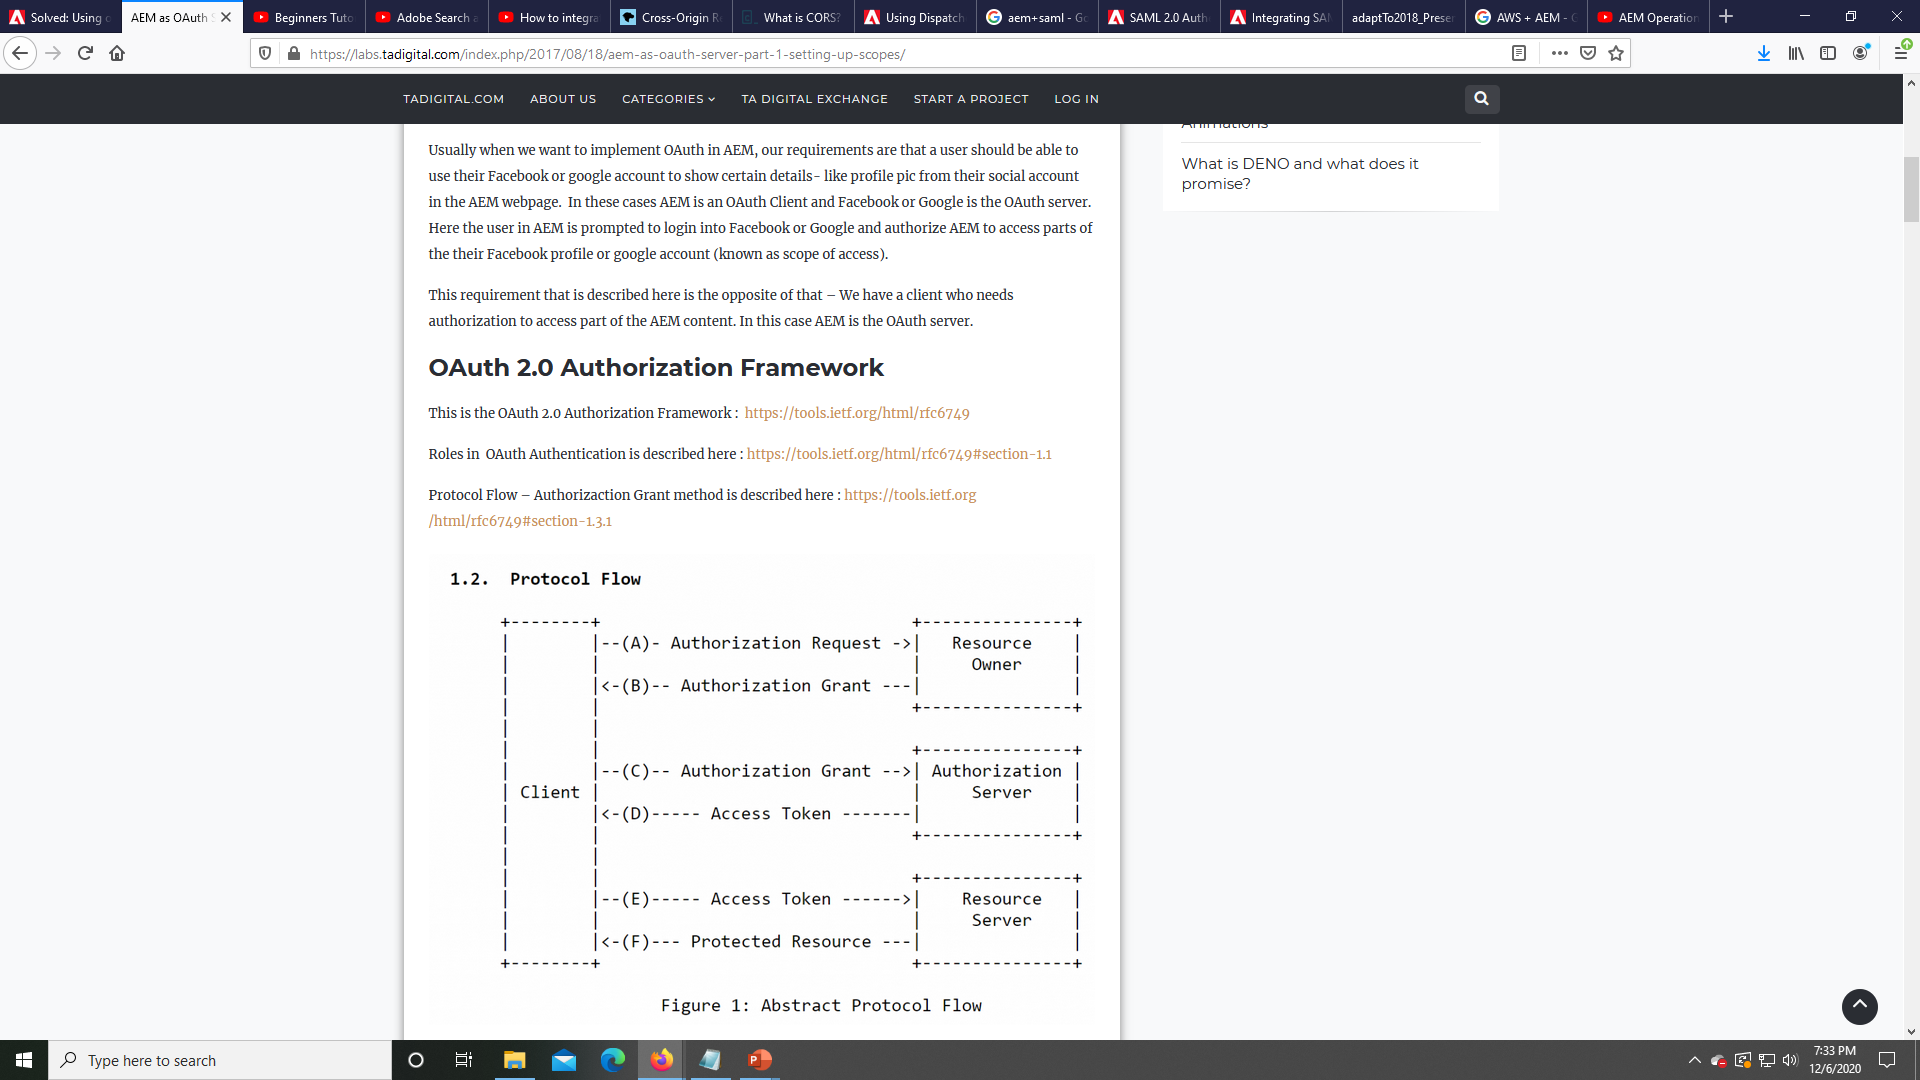 Solved: Using o
AEM as OAuth S
Beginners Tuto
Adobe Search a
How to integra
Cross-Origin R
What is CORS?
Using Dispatch
aem+saml - Go
SAML 2.0 Auth
Integrating SAM
adaptTo2018_Presen
AWS + AEM - G
AEM Operation
https://labs.tadigital.com/index.php/2017/08/18/aem-as-oauth-server-part-1-setting-up-scopes/
TADIGITAL.COM ABOUT US CATEGORIES TA DIGITAL EXCHANGE START A PROJECT LOG IN
Usually when we want to implement OAuth in AEM, our requirements are that a user should be able to
use their Facebook or google account to show certain details- like profile pic from their social account
in the AEM webpage.  In these cases AEM is an OAuth Client and Facebook or Google is the OAuth server.
Here the user in AEM is prompted to login into Facebook or Google and authorize AEM to access parts of
the their Facebook profile or google account (known as scope of access).
This requirement that is described here is the opposite of that – We have a client who needs
authorization to access part of the AEM content. In this case AEM is the OAuth server.
OAuth 2.0 Authorization Framework
This is the OAuth 2.0 Authorization Framework :  https://tools.ietf.org/html/rfc6749
Roles in  OAuth Authentication is described here : https://tools.ietf.org/html/rfc6749#section-1.1
Protocol Flow – Authorizaction Grant method is described here : https://tools.ietf.org
/html/rfc6749#section-1.3.1
1.2.  Protocol Flow
+--------+                               +---------------+
|        |--(A)- Authorization Request ->|   Resource    |
|        |                               |     Owner     |
|        |<-(B)-- Authorization Grant ---|               |
|        |                               +---------------+
|        |
|        |                               +---------------+
|        |--(C)-- Authorization Grant -->| Authorization |
| Client |                               |     Server    |
|        |<-(D)----- Access Token -------|               |
|        |                               +---------------+
|        |
|        |                               +---------------+
|        |--(E)----- Access Token ------>|    Resource   |
|        |                               |     Server    |
|        |<-(F)--- Protected Resource ---|               |
+--------+                               +---------------+
Figure 1: Abstract Protocol Flow
Animations
What is DENO and what does it
promise?
Type here to search
7:33 PM
12/6/2020